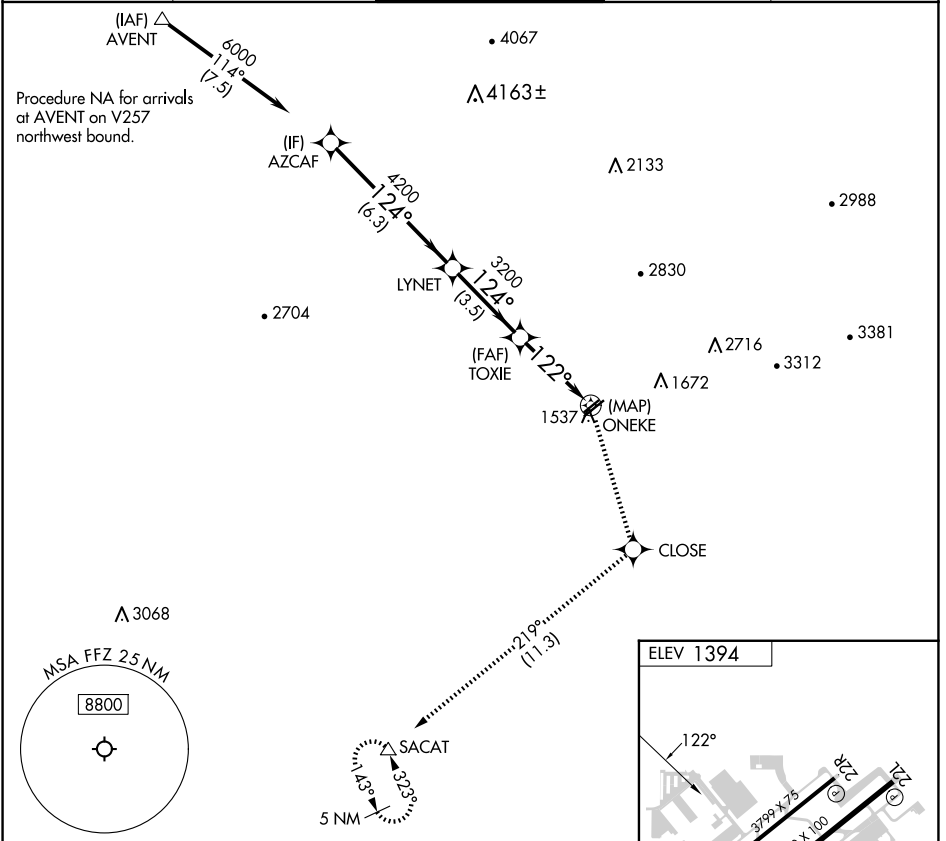 (IAF)
AVENT
6000
114°
(7.5)
4067
4163±
Procedure NA for arrivals
at AVENT on V257
northwest bound.
(IF)
AZCAF
2133
4200
124°
(6.3)
2988
LYNET
3200
124°
(3.5)
2830
2704
(FAF)
TOXIE
122°
2716
3381
3312
1672
1537
(MAP)
ONEKE
CLOSE
219°
(11.3)
3068
MSA FFZ 25 NM
8800
SACAT
143°
323°
5 NM
ELEV 1394
122°
22R
22L
P
P
3799 X 75
X 100